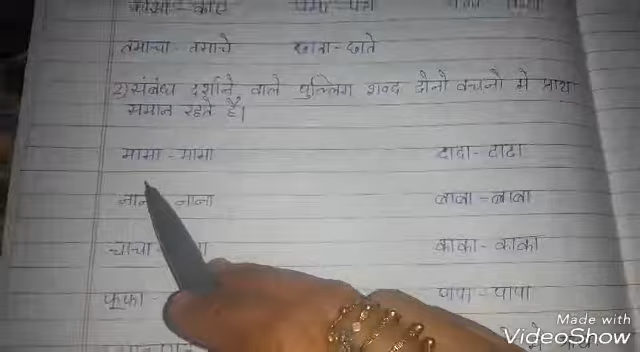 तमाचा - तमाचे छाता - छाते
2) संबंध दर्शाने वाले पुल्लिंग शब्द दोनो वचनो मे प्रायः
समान रहते हैं।
मामा - मामा दादा - दादा
नाना नाना बाबा - बाबा
चाचा - काका - काका
फूफा - पापा - पापा
Made with
VideoShow